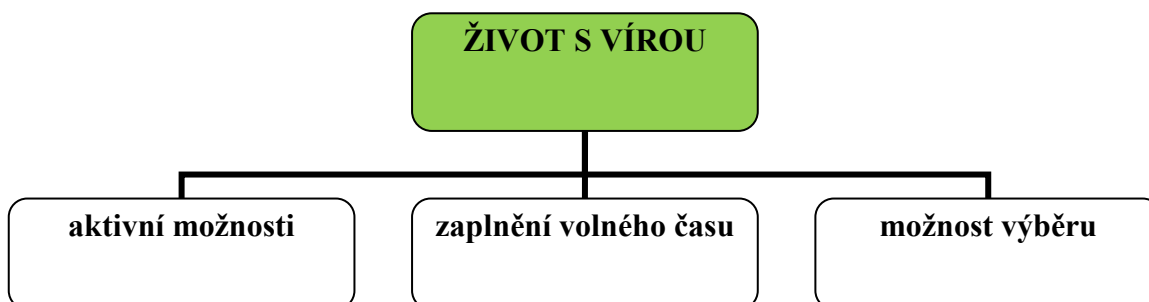 ŽIVOT S VÍROU
aktivní možnosti
zaplnění volného času
možnost výběru